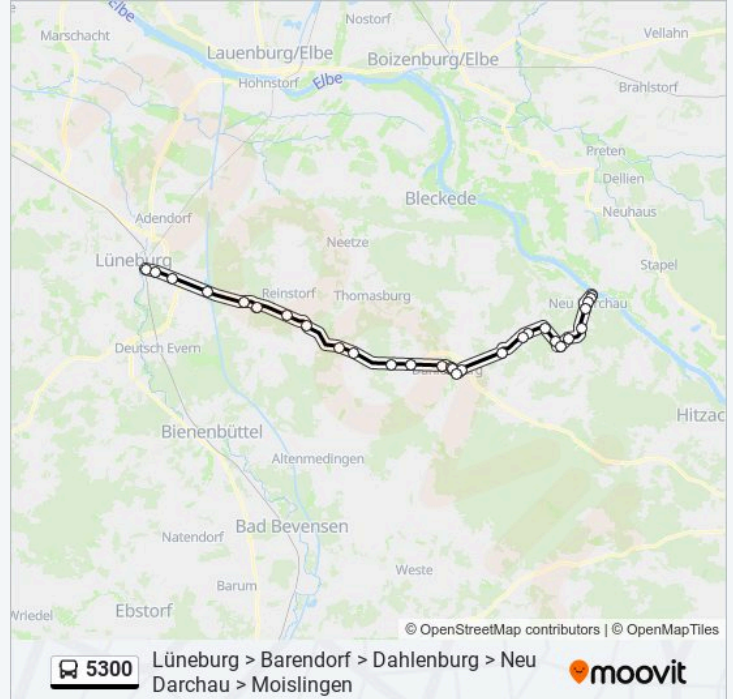 Elbe
Nostorf
Marschacht
Vellahn
Lauenburg/Elbe
Boizenburg/Elbe
Hohnstorf
Elbe
Brahlstorf
Preten
Dellien
Bleckede
Neuhaus
Adendorf
Neetze
Lüneburg
Stapel
Reinstorf
Thomasburg
Neu Darchau
Deutsch Evern
Dahlenburg
Hitzac
Bienenbüttel
Altenmedingen
Bad Bevensen
Natendorf
Weste
Barum
Ebstorf
Wriedel
© OpenStreetMap contributors | © OpenMapTiles
5300
Lüneburg > Barendorf > Dahlenburg > Neu
Darchau > Moislingen
moovit